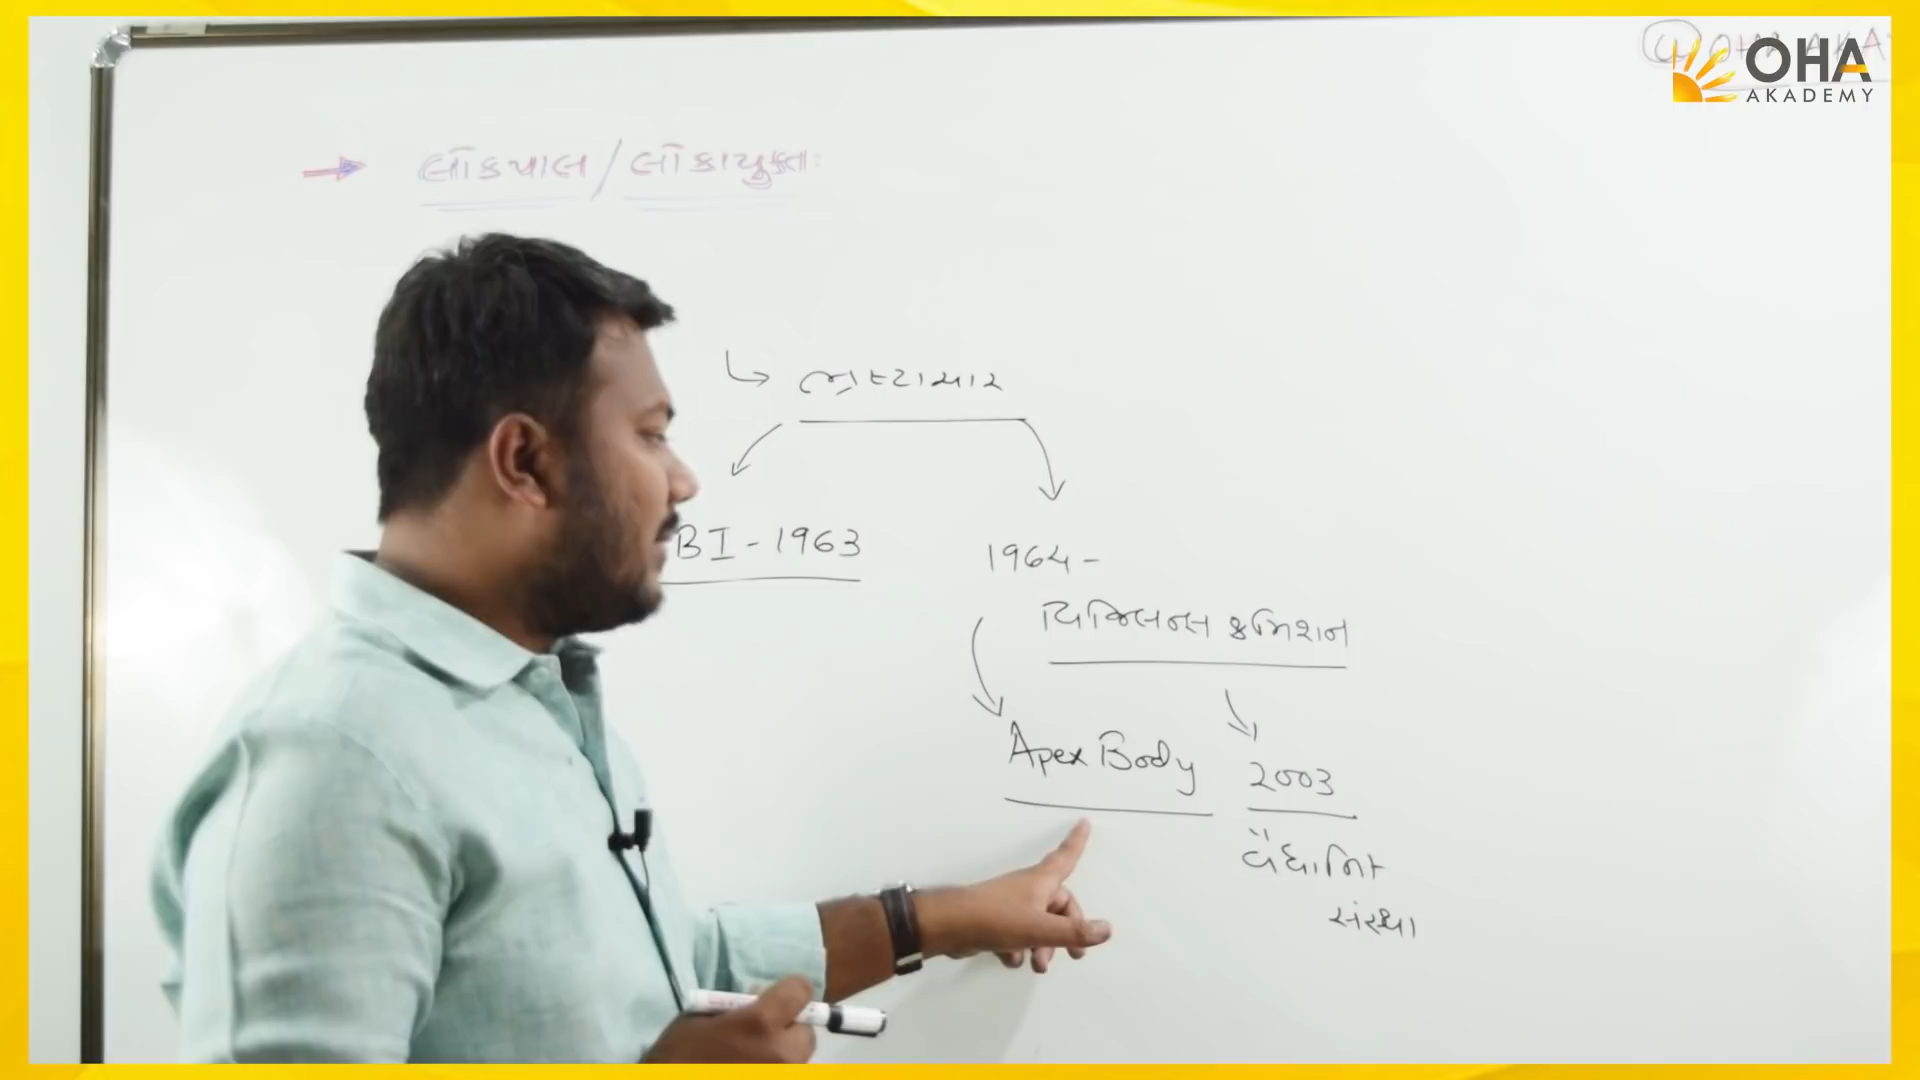 OHA
AKADEMY
→ લોકપાલ / લોકાયુક્ત:
↳ ભ્રષ્ટાચાર
BI - 1963
1964 -
વિજિલન્સ કમિશન
Apex Body
2003
વૈધાનિક
સંસ્થા